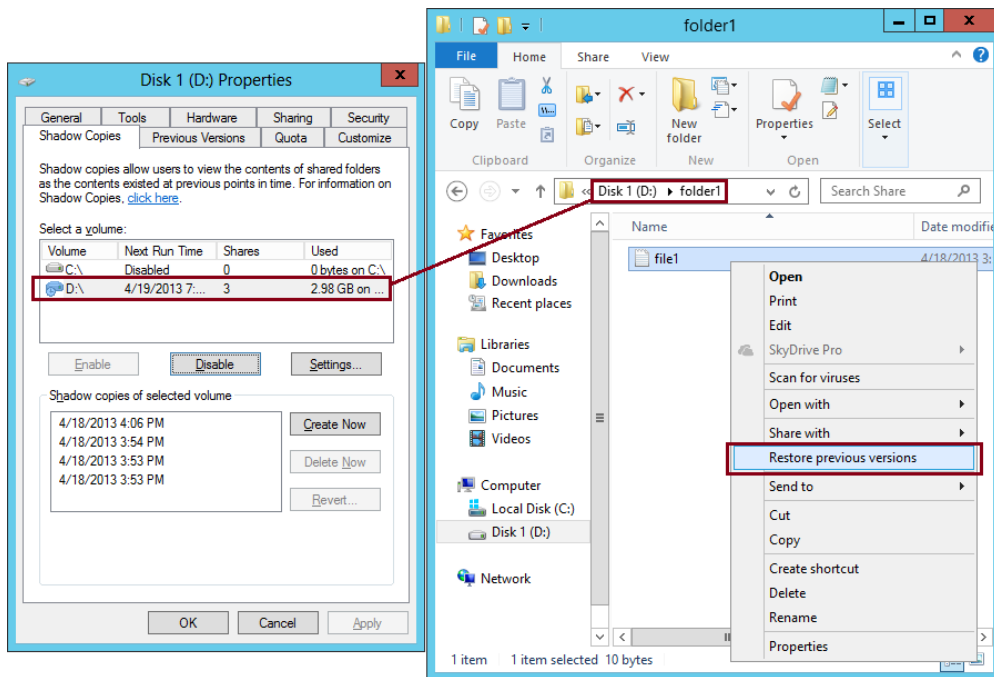 Disk 1 (D:) Properties
x
General Tools Hardware Sharing Security
Shadow Copies Previous Versions Quota Customize
Shadow copies allow users to view the contents of shared folders
as the contents existed at previous points in time. For information on
Shadow Copies, click here.
Select a volume:
Volume Next Run Time Shares Used
C:\ Disabled 0 0 bytes on C:\
D:\ 4/19/2013 7:... 3 2.98 GB on ...
Enable Disable Settings...
Shadow copies of selected volume
4/18/2013 4:06 PM
4/18/2013 3:54 PM
4/18/2013 3:53 PM
4/18/2013 3:53 PM
Create Now
Delete Now
Revert...
OK Cancel Apply
folder1
x
File Home Share View
Copy Paste New folder Properties Select
Clipboard Organize New Open
« Disk 1 (D:) folder1 Search Share
Favorites
Desktop
Downloads
Recent places
Libraries
Documents
Music
Pictures
Videos
Computer
Local Disk (C:)
Disk 1 (D:)
Network
Name Date modifie
file1 4/18/2013 3:
Open
Print
Edit
SkyDrive Pro
Scan for viruses
Open with
Share with
Restore previous versions
Send to
Cut
Copy
Create shortcut
Delete
Rename
Properties
1 item 1 item selected 10 bytes